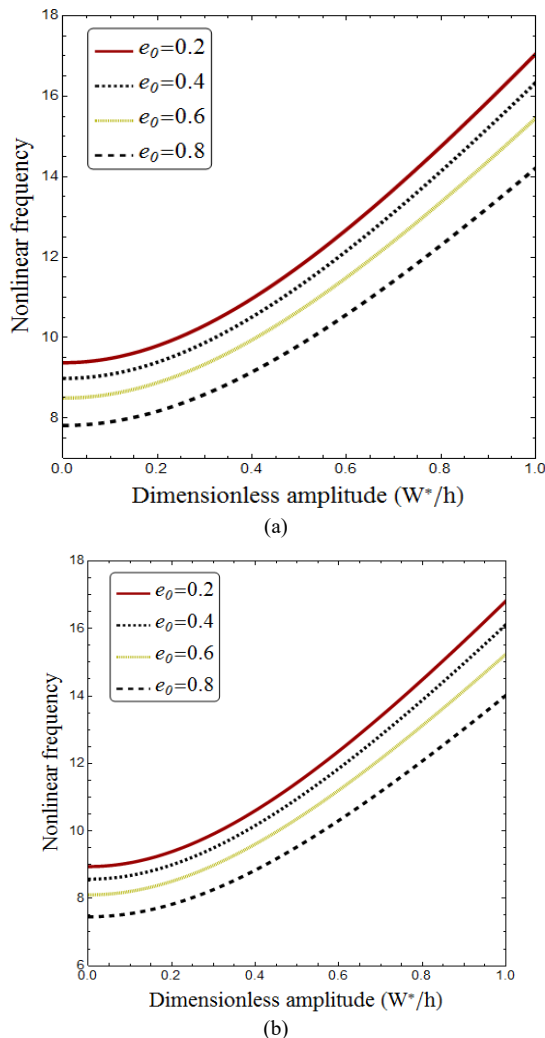 18
16
14
12
10
8
e₀=0.2
e₀=0.4
e₀=0.6
e₀=0.8
Nonlinear frequency
0.0 0.2 0.4 0.6 0.8 1.0
Dimensionless amplitude (W*/h)
(a)
18
16
14
12
10
8
6
e₀=0.2
e₀=0.4
e₀=0.6
e₀=0.8
Nonlinear frequency
0.0 0.2 0.4 0.6 0.8 1.0
Dimensionless amplitude (W*/h)
(b)